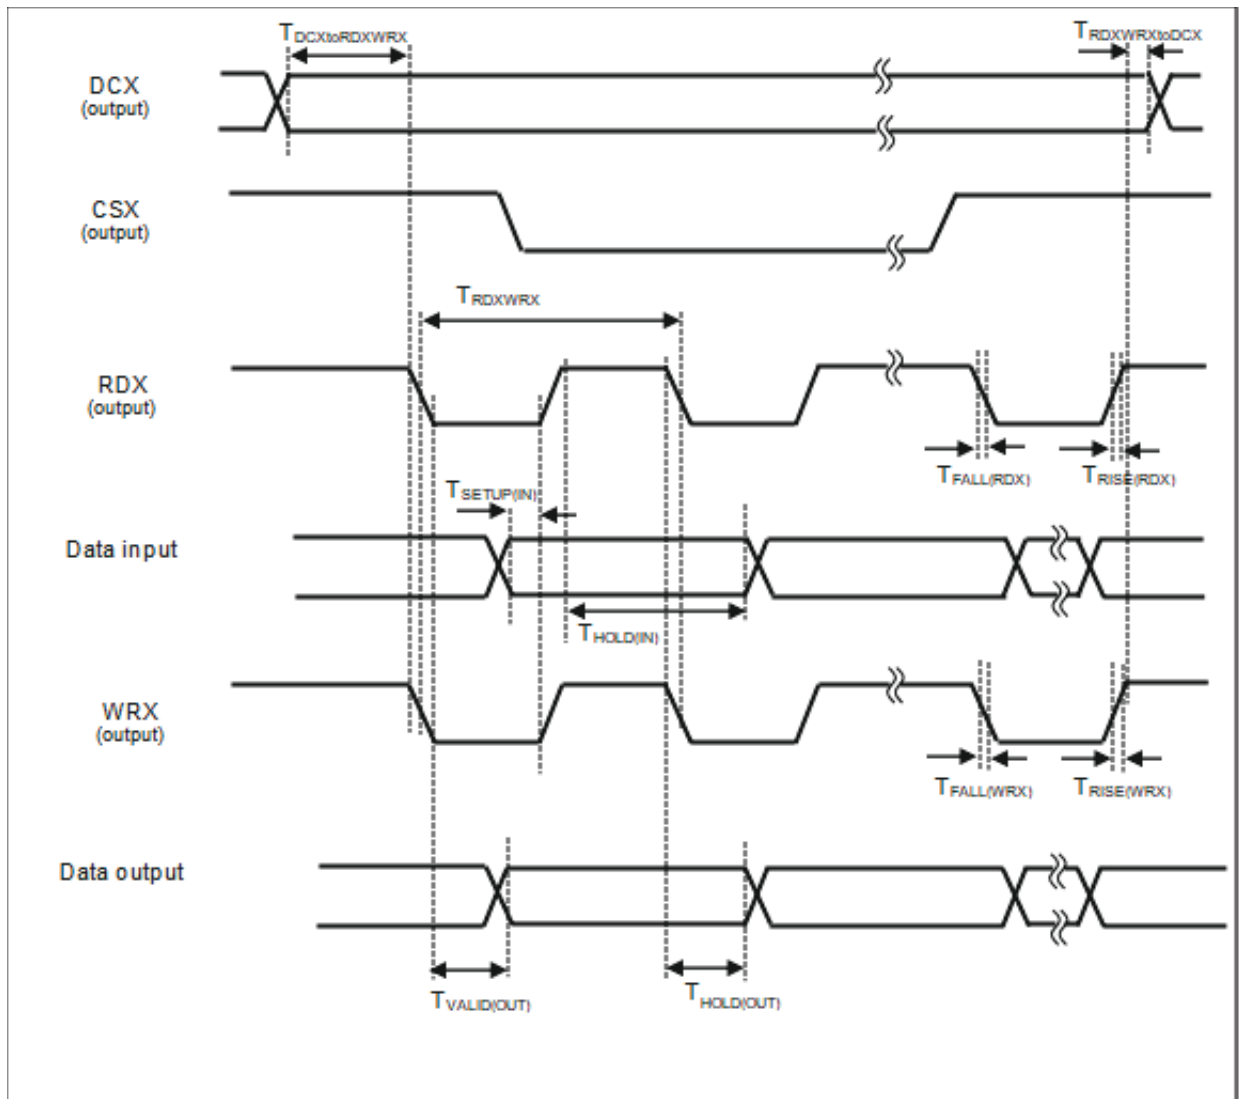 TDCXtoRDXWRX
TRDXWRXtoDCX
DCX
(output)
CSX
(output)
TRDXWRX
RDX
(output)
TFALL(RDX)
TRISE(RDX)
TSETUP(IN)
Data input
THOLD(IN)
WRX
(output)
TFALL(WRX)
TRISE(WRX)
Data output
TVALID(OUT)
THOLD(OUT)